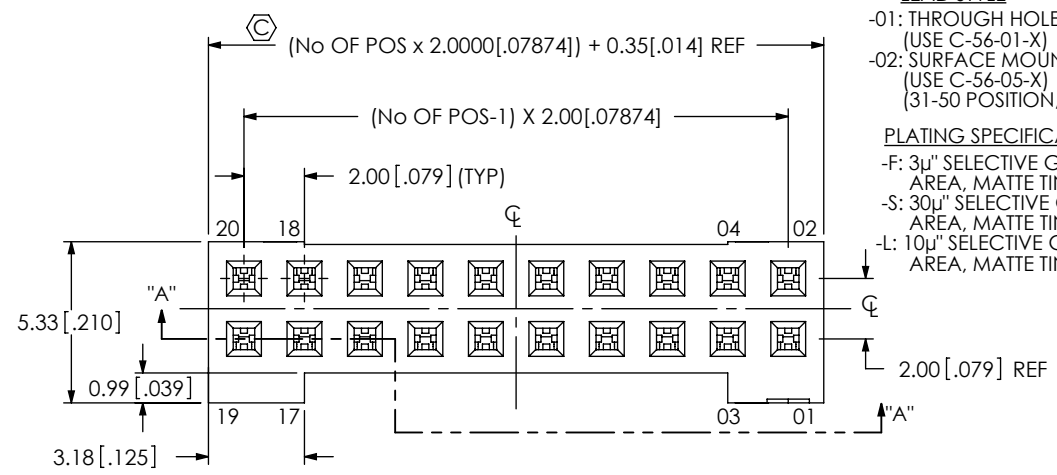 LEAD STYLE
-01: THROUGH HOLE
(USE C-56-01-X)
-02: SURFACE MOUN
(USE C-56-05-X)
(31-50 POSITION,
PLATING SPECIFICA
-F: 3µ" SELECTIVE G
AREA, MATTE TIN
-S: 30µ" SELECTIVE G
AREA, MATTE TIN
-L: 10µ" SELECTIVE G
AREA, MATTE TIN
C
(No OF POS x 2.0000[.07874]) + 0.35[.014] REF
(No OF POS-1) X 2.00[.07874]
2.00 [.079] (TYP)
℄
20 18 04 02
"A"
5.33 [.210]
℄
0.99 [.039]
2.00 [.079] REF
19 17 03 01
"A"
3.18 [.125]